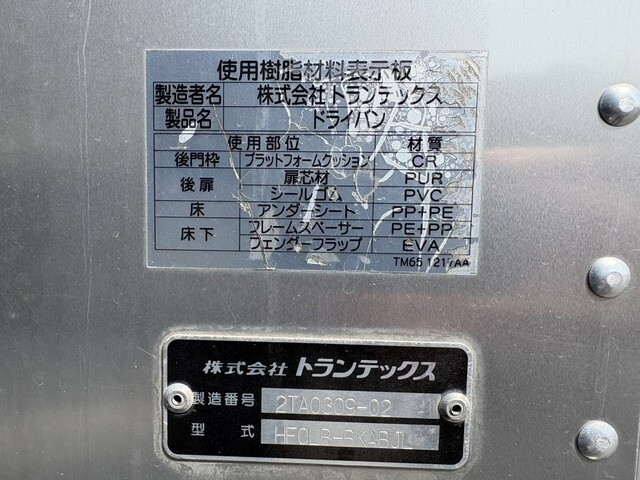 使用樹脂材料表示板
製造者名 株式会社トランテックス
製品名 ドライバン
使用部位 材質
後門枠 プラットフォームクッション CR
後扉 扉芯材 PUR
シールゴム PVC
床 アンダーシート PP+PE
床下 フレームスペーサー PE+PP
フェンダーフラップ EVA
TM65 1217AA
株式会社 トランテックス
製造番号 2TA0309-02
型式